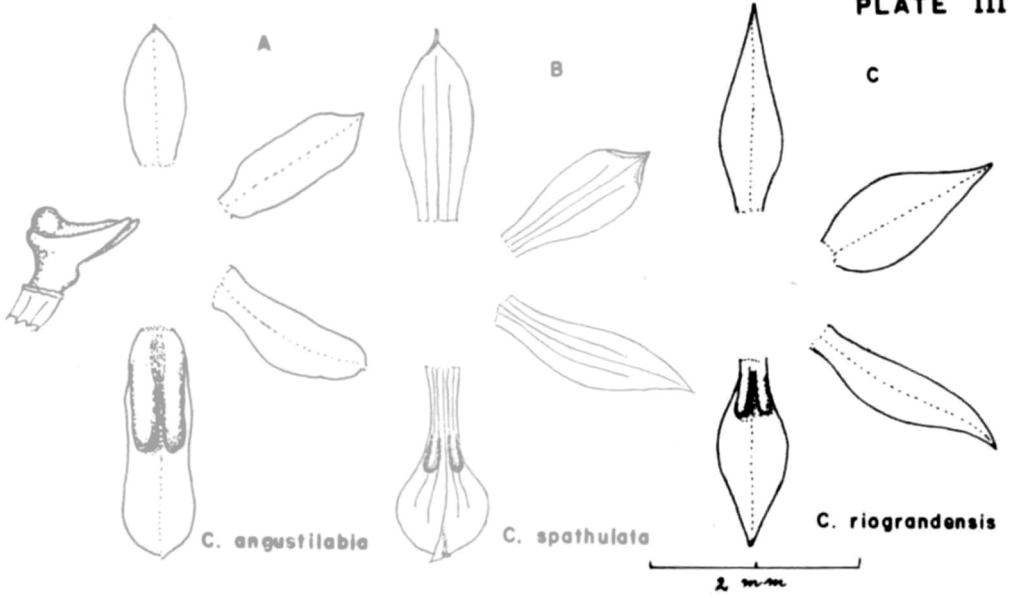 PLATE III
A
B
C
C. angustilabia
C. spathulata
C. riograndensis
2 mm